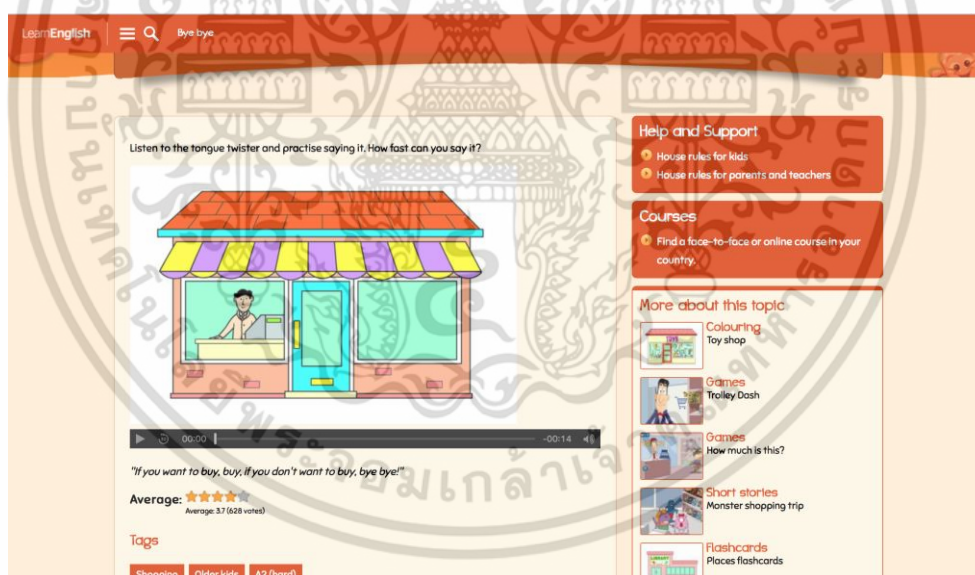 LearnEnglish
Bye bye
Listen to the tongue twister and practise saying it. How fast can you say it?
00:00
-00:14
"If you want to buy, buy, if you don't want to buy, bye bye!"
Average:
Average: 3.7 (628 votes)
Tags
Shopping
Older kids
A2 (hard)
Help and Support
House rules for kids
House rules for parents and teachers
Courses
Find a face-to-face or online course in your
country.
More about this topic
Colouring
Toy shop
Games
Trolley Dash
Games
How much is this?
Short stories
Monster shopping trip
Flashcards
Places flashcards